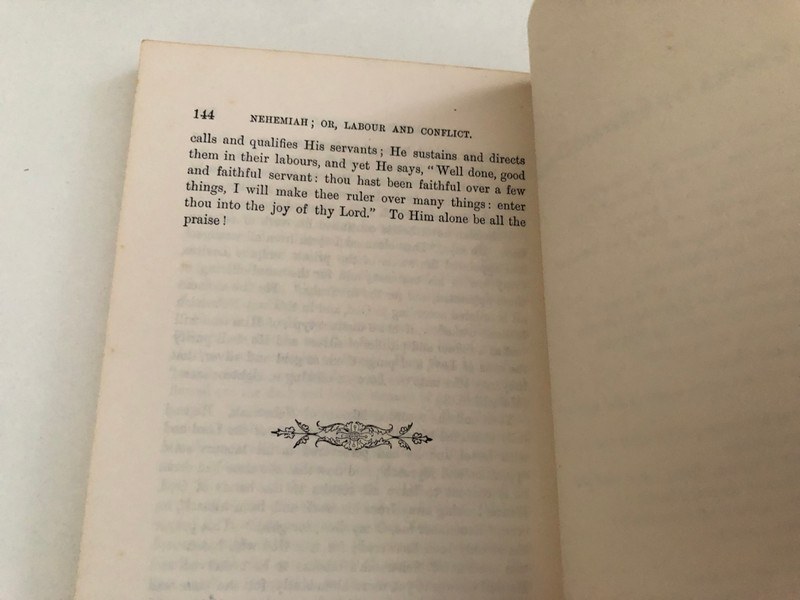 144 NEHEMIAH; OR, LABOUR AND CONFLICT.
calls and qualifies His servants; He sustains and directs
them in their labours, and yet He says, "Well done, good
and faithful servant: thou hast been faithful over a few
things, I will make thee ruler over many things: enter
thou into the joy of thy Lord." To Him alone be all the
praise!